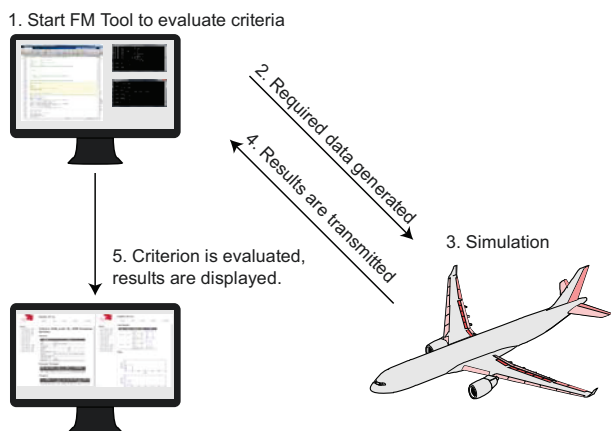 1. Start FM Tool to evaluate criteria
2. Required data generated
4. Results are transmitted
3. Simulation
5. Criterion is evaluated,
results are displayed.